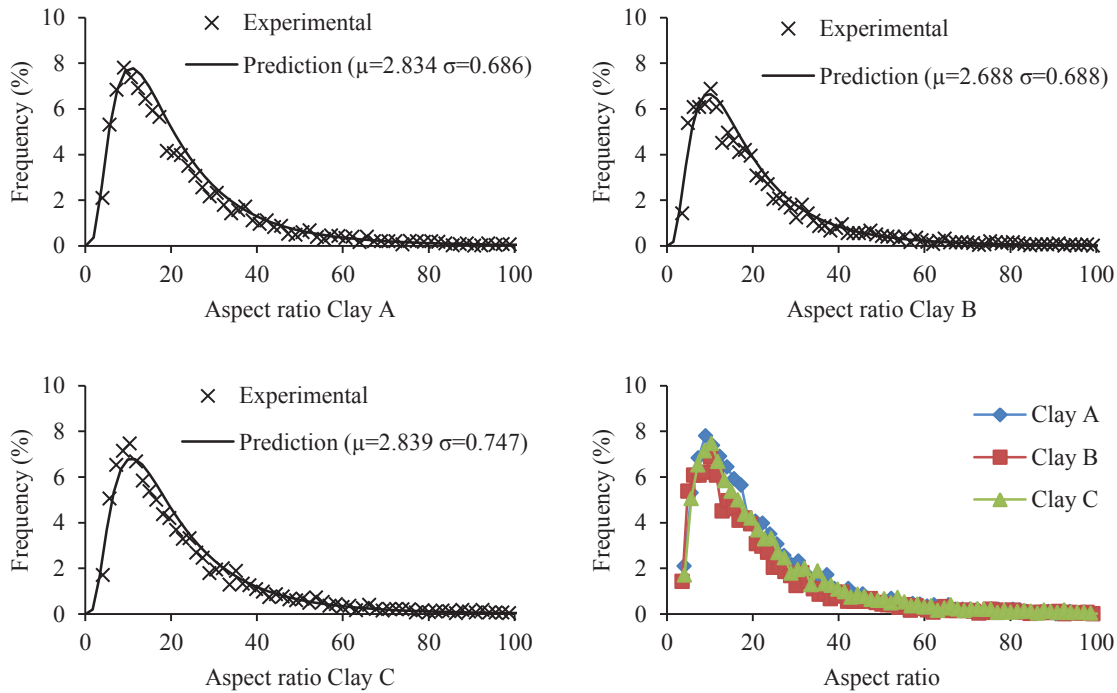 Frequency (%)
10
8
6
4
2
0
0 20 40 60 80 100
Aspect ratio Clay A
Experimental
Prediction (μ=2.834 σ=0.686)
Frequency (%)
10
8
6
4
2
0
0 20 40 60 80 100
Aspect ratio Clay B
Experimental
Prediction (μ=2.688 σ=0.688)
Frequency (%)
10
8
6
4
2
0
0 20 40 60 80 100
Aspect ratio Clay C
Experimental
Prediction (μ=2.839 σ=0.747)
Frequency (%)
10
8
6
4
2
0
0 20 40 60 80 100
Aspect ratio
Clay A
Clay B
Clay C